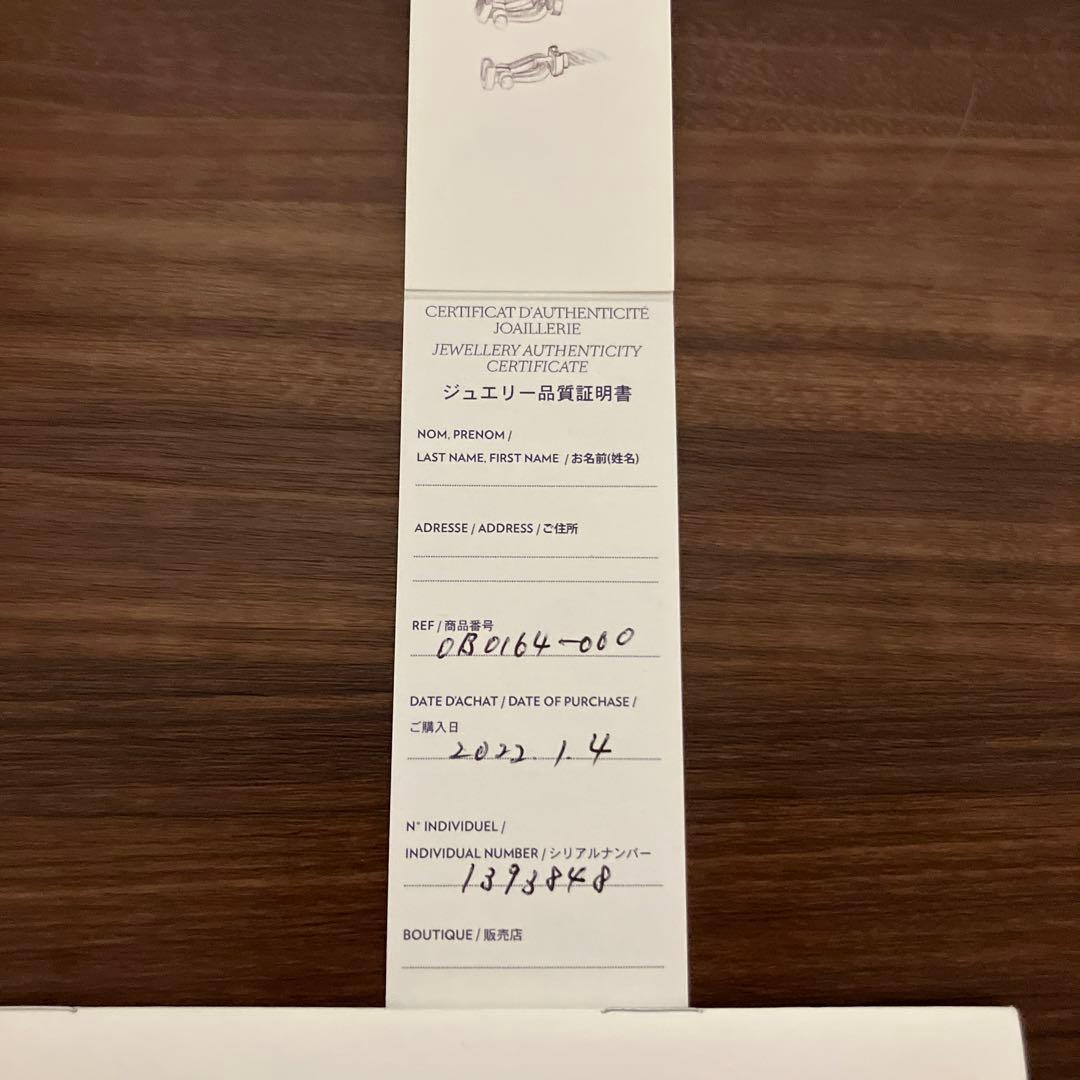 CERTIFICAT D'AUTHENTICITÉ
JOAILLERIE
JEWELLERY AUTHENTICITY
CERTIFICATE
ジュエリー品質証明書
NOM, PRENOM /
LAST NAME, FIRST NAME / お名前(姓名)
ADRESSE / ADDRESS / ご住所
REF / 商品番号
0B0164-000
DATE D'ACHAT / DATE OF PURCHASE /
ご購入日
2022.1.4
N° INDIVIDUEL /
INDIVIDUAL NUMBER / シリアルナンバー
1393848
BOUTIQUE / 販売店